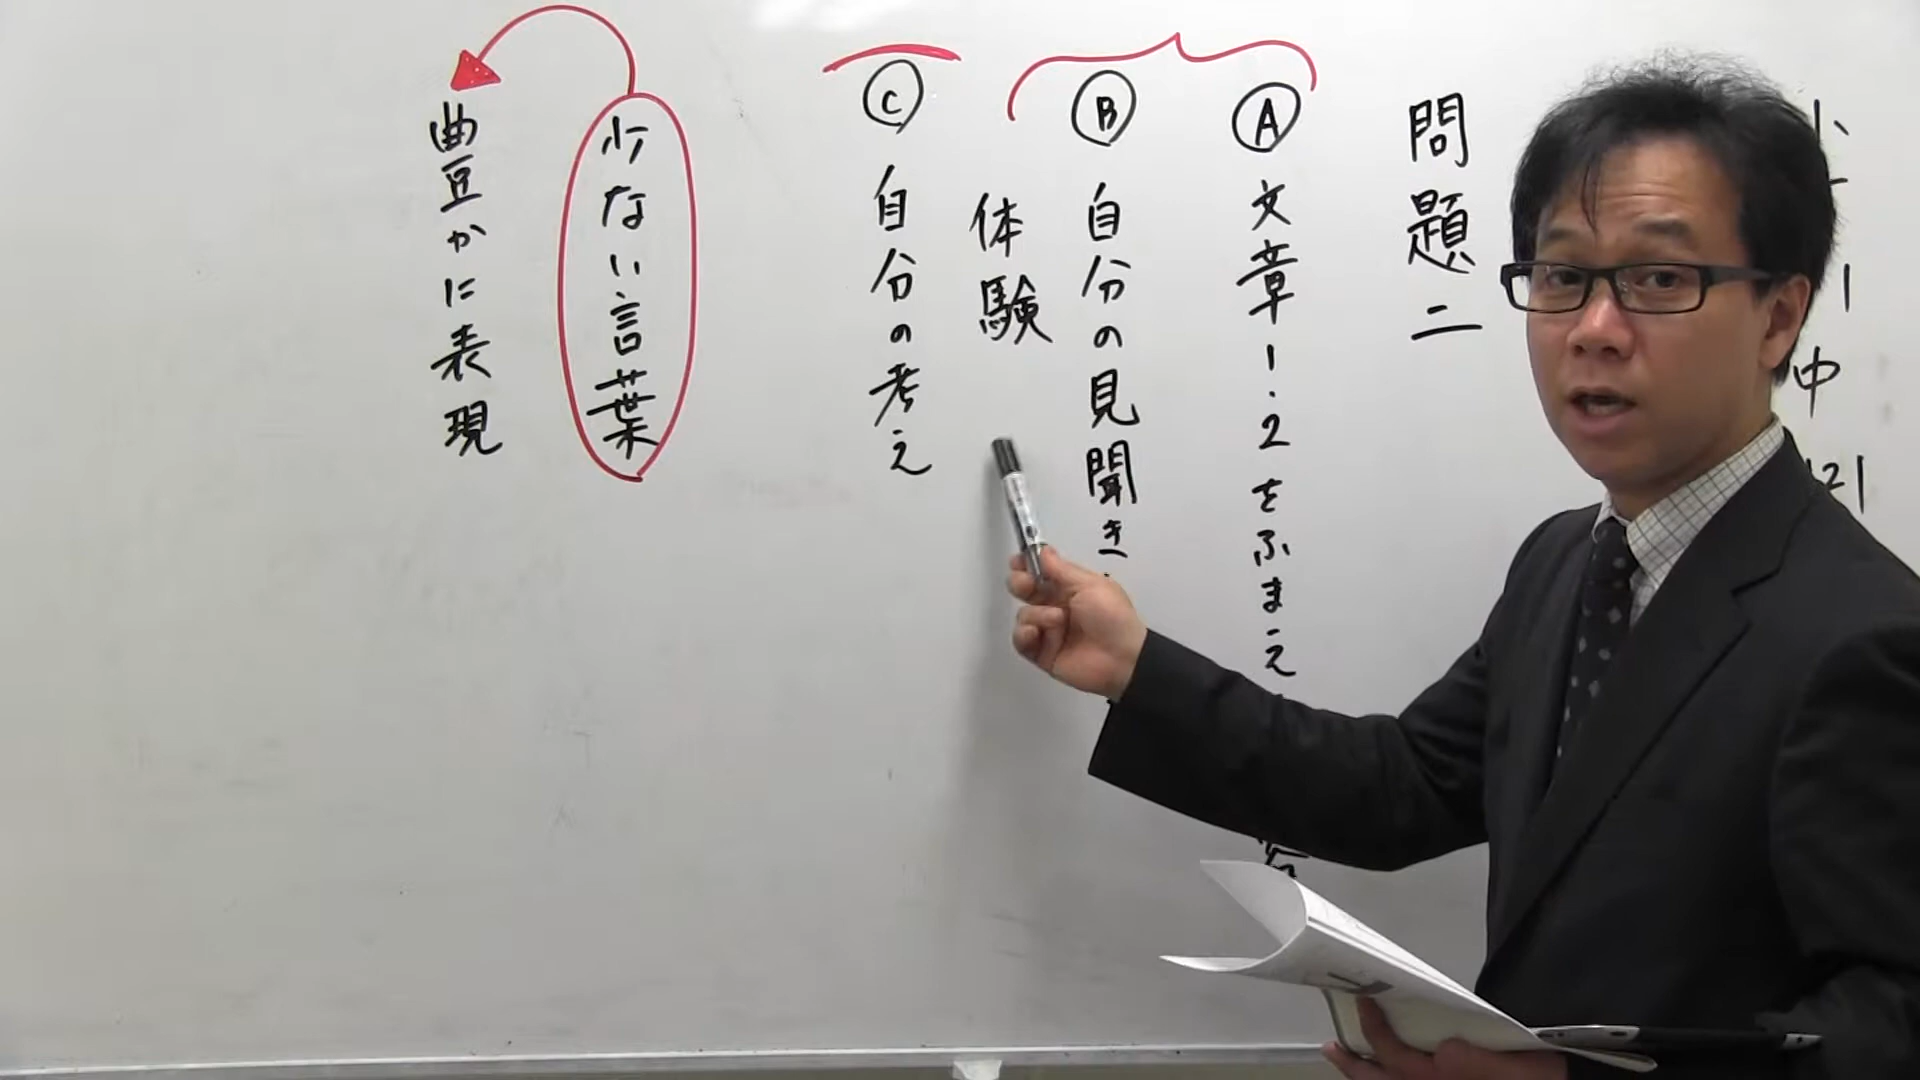 問題二
Ⓐ 文章1.2をふまえ
Ⓑ 自分の見聞き
体験
Ⓒ 自分の考え
少ない言葉
豊かに表現